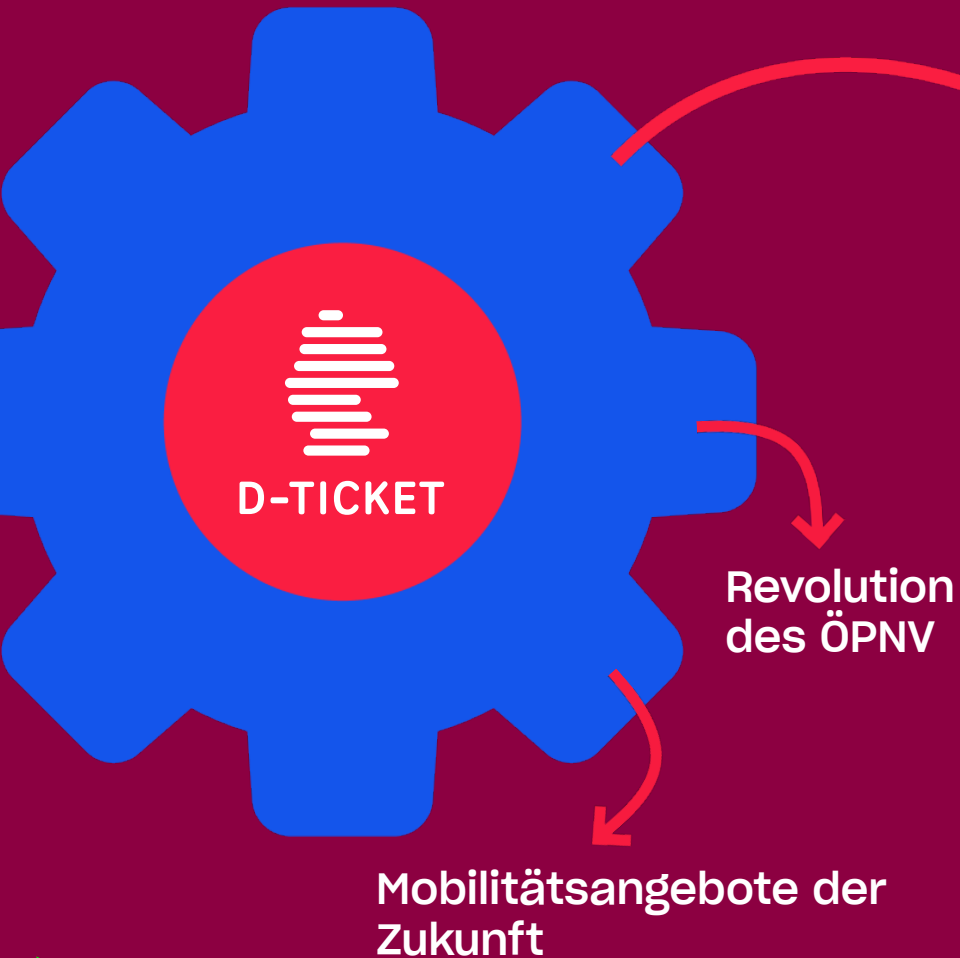 D-TICKET
Revolution
des ÖPNV
Mobilitätsangebote der
Zukunft